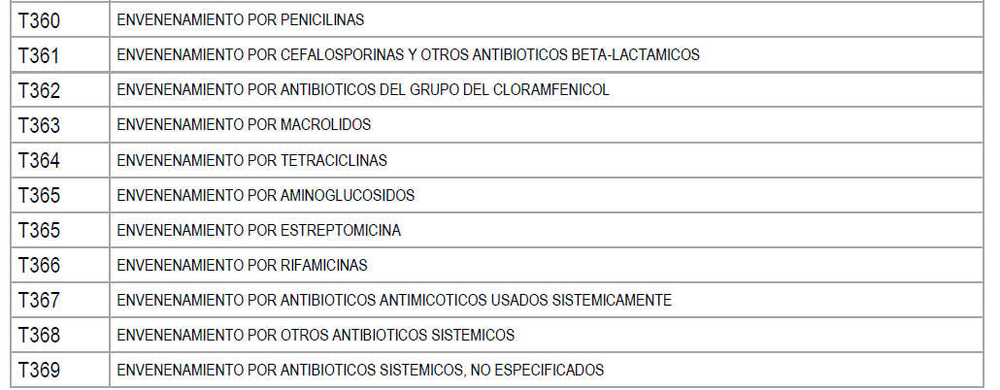 T360 ENVENENAMIENTO POR PENICILINAS
T361 ENVENENAMIENTO POR CEFALOSPORINAS Y OTROS ANTIBIOTICOS BETA-LACTAMICOS
T362 ENVENENAMIENTO POR ANTIBIOTICOS DEL GRUPO DEL CLORAMFENICOL
T363 ENVENENAMIENTO POR MACROLIDOS
T364 ENVENENAMIENTO POR TETRACICLINAS
T365 ENVENENAMIENTO POR AMINOGLUCOSIDOS
T365 ENVENENAMIENTO POR ESTREPTOMICINA
T366 ENVENENAMIENTO POR RIFAMICINAS
T367 ENVENENAMIENTO POR ANTIBIOTICOS ANTIMICOTICOS USADOS SISTEMICAMENTE
T368 ENVENENAMIENTO POR OTROS ANTIBIOTICOS SISTEMICOS
T369 ENVENENAMIENTO POR ANTIBIOTICOS SISTEMICOS, NO ESPECIFICADOS